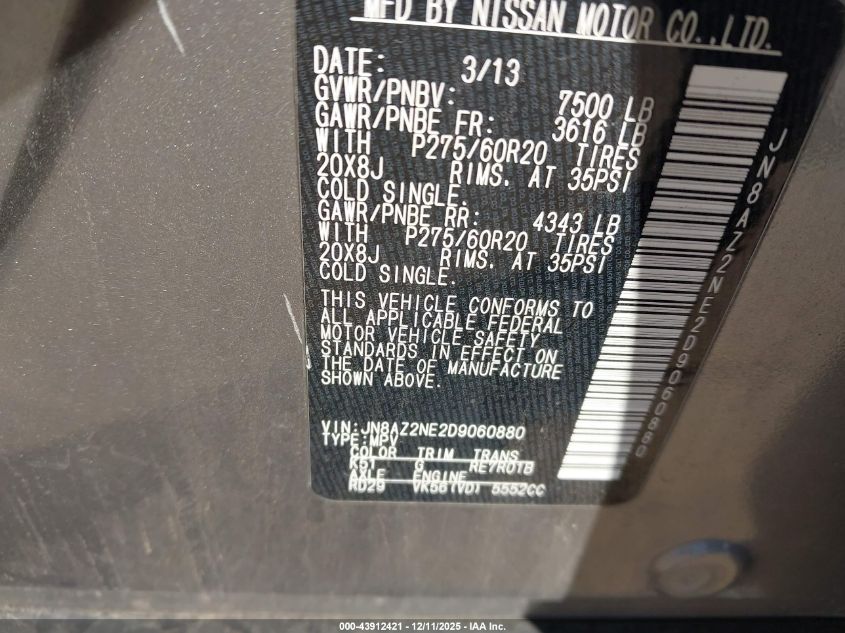 MFD BY NISSAN MOTOR CO.,LTD.
DATE: 3/13
GVWR/PNBV: 7500 LB
GAWR/PNBE FR: 3616 LB
WITH P275/60R20 TIRES
20X8J RIMS. AT 35PSI
COLD SINGLE.
GAWR/PNBE RR: 4343 LB
WITH P275/60R20 TIRES
20X8J RIMS. AT 35PSI
COLD SINGLE.
THIS VEHICLE CONFORMS TO
ALL APPLICABLE FEDERAL
MOTOR VEHICLE SAFETY
STANDARDS IN EFFECT ON
THE DATE OF MANUFACTURE
SHOWN ABOVE.
VIN:JN8AZ2NE2D9060880
TYPE:MPV
COLOR TRIM TRANS
K51 G RE7R01B
AXLE ENGINE
RD29 VK56(VD) 5552CC
JN8AZ2NE2D9060880
000-43912421 - 12/11/2025 - IAA Inc.